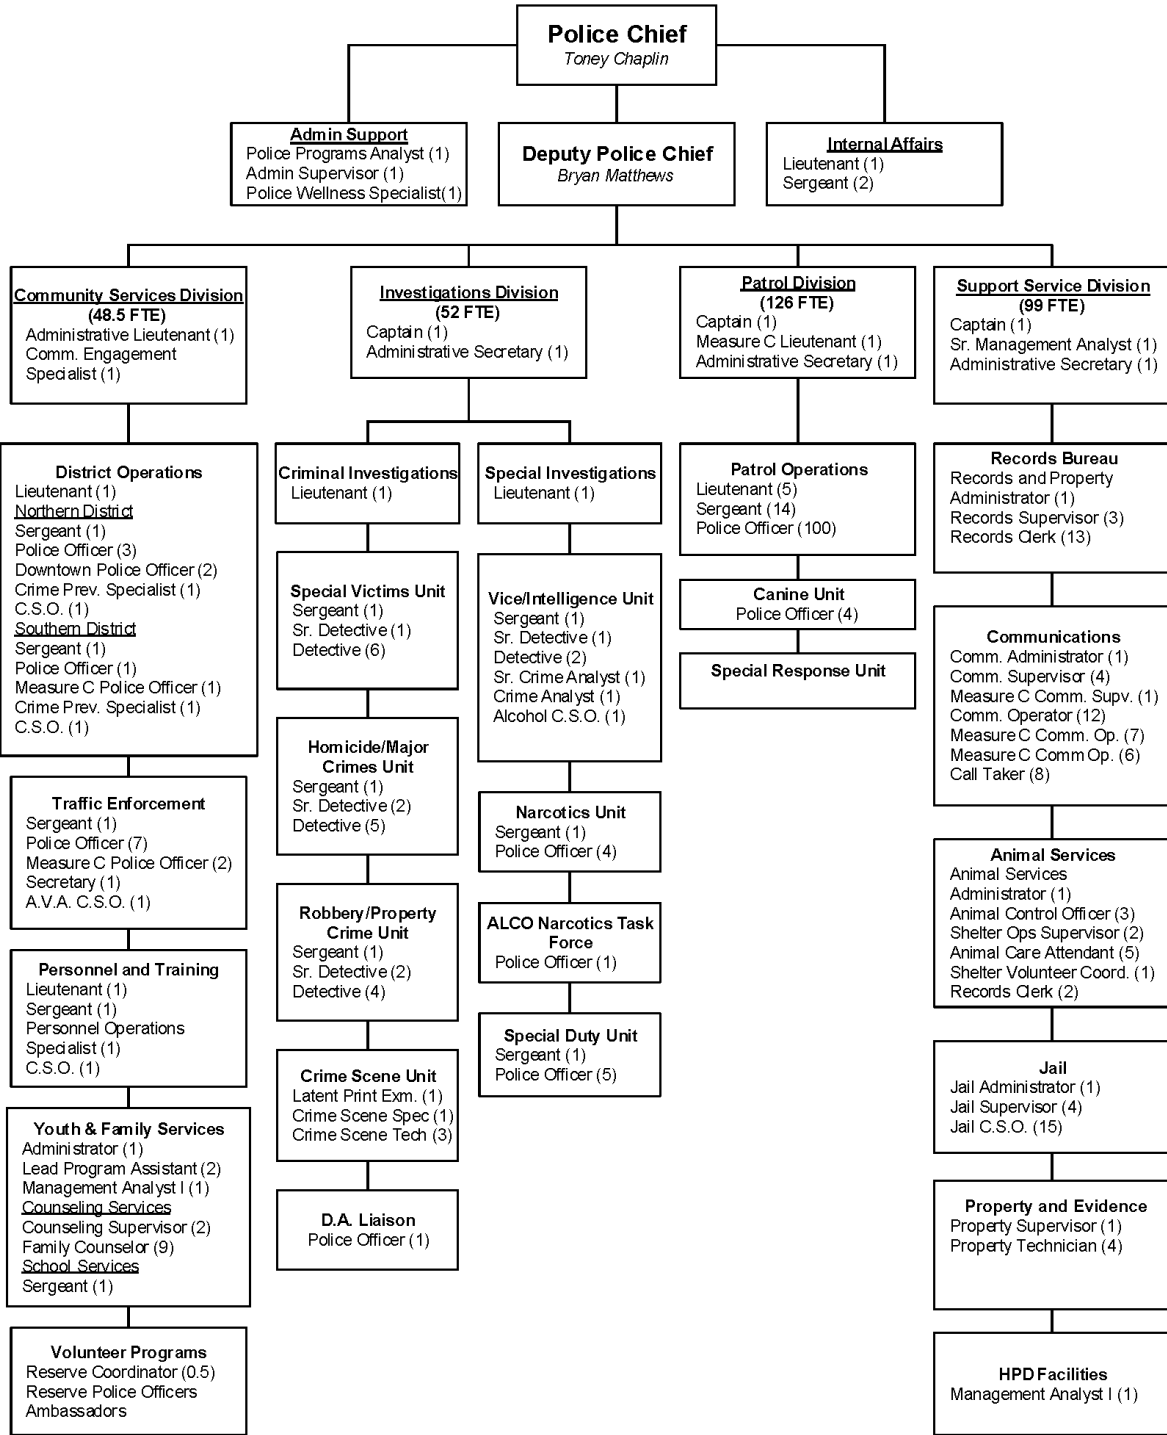 Police Chief
Toney Chaplin
Admin Support
Police Programs Analyst (1)
Admin Supervisor (1)
Police Wellness Specialist(1)
Deputy Police Chief
Bryan Matthews
Internal Affairs
Lieutenant (1)
Sergeant (2)
Community Services Division
(48.5 FTE)
Administrative Lieutenant (1)
Comm. Engagement
Specialist (1)
Investigations Division
(52 FTE)
Captain (1)
Administrative Secretary (1)
Patrol Division
(126 FTE)
Captain (1)
Measure C Lieutenant (1)
Administrative Secretary (1)
Support Service Division
(99 FTE)
Captain (1)
Sr. Management Analyst (1)
Administrative Secretary (1)
District Operations
Lieutenant (1)
Northern District
Sergeant (1)
Police Officer (3)
Downtown Police Officer (2)
Crime Prev. Specialist (1)
C.S.O. (1)
Southern District
Sergeant (1)
Police Officer (1)
Measure C Police Officer (1)
Crime Prev. Specialist (1)
C.S.O. (1)
Traffic Enforcement
Sergeant (1)
Police Officer (7)
Measure C Police Officer (2)
Secretary (1)
A.V.A. C.S.O. (1)
Personnel and Training
Lieutenant (1)
Sergeant (1)
Personnel Operations
Specialist (1)
C.S.O. (1)
Youth & Family Services
Administrator (1)
Lead Program Assistant (2)
Management Analyst I (1)
Counseling Services
Counseling Supervisor (2)
Family Counselor (9)
School Services
Sergeant (1)
Volunteer Programs
Reserve Coordinator (0.5)
Reserve Police Officers
Ambassadors
Criminal Investigations
Lieutenant (1)
Special Victims Unit
Sergeant (1)
Sr. Detective (1)
Detective (6)
Homicide/Major
Crimes Unit
Sergeant (1)
Sr. Detective (2)
Detective (5)
Robbery/Property
Crime Unit
Sergeant (1)
Sr. Detective (2)
Detective (4)
Crime Scene Unit
Latent Print Exm. (1)
Crime Scene Spec (1)
Crime Scene Tech (3)
D.A. Liaison
Police Officer (1)
Special Investigations
Lieutenant (1)
Vice/Intelligence Unit
Sergeant (1)
Sr. Detective (1)
Detective (2)
Sr. Crime Analyst (1)
Crime Analyst (1)
Alcohol C.S.O. (1)
Narcotics Unit
Sergeant (1)
Police Officer (4)
ALCO Narcotics Task
Force
Police Officer (1)
Special Duty Unit
Sergeant (1)
Police Officer (5)
Patrol Operations
Lieutenant (5)
Sergeant (14)
Police Officer (100)
Canine Unit
Police Officer (4)
Special Response Unit
Records Bureau
Records and Property
Administrator (1)
Records Supervisor (3)
Records Clerk (13)
Communications
Comm. Administrator (1)
Comm. Supervisor (4)
Measure C Comm. Supv. (1)
Comm. Operator (12)
Measure C Comm. Op. (7)
Measure C Comm Op. (6)
Call Taker (8)
Animal Services
Animal Services
Administrator (1)
Animal Control Officer (3)
Shelter Ops Supervisor (2)
Animal Care Attendant (5)
Shelter Volunteer Coord. (1)
Records Clerk (2)
Jail
Jail Administrator (1)
Jail Supervisor (4)
Jail C.S.O. (15)
Property and Evidence
Property Supervisor (1)
Property Technician (4)
HPD Facilities
Management Analyst I (1)